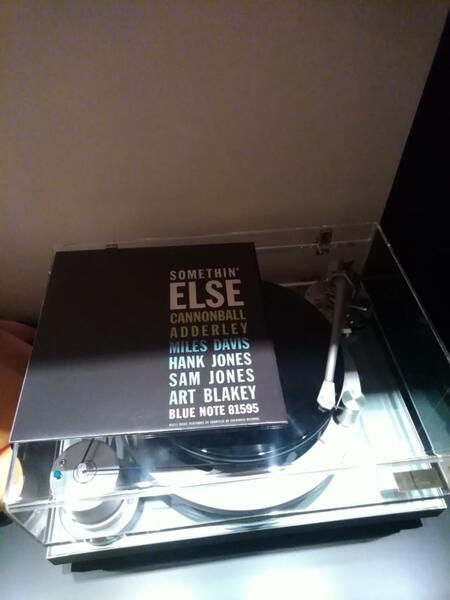 SOMETHIN'
ELSE
CANNONBALL
ADDERLEY
MILES DAVIS
HANK JONES
SAM JONES
ART BLAKEY
BLUE NOTE 81595